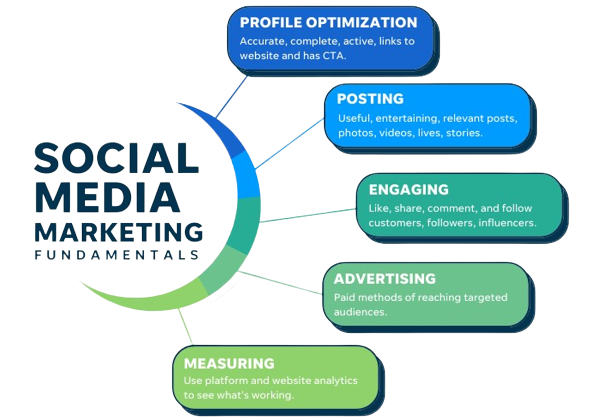 SOCIAL
MEDIA
MARKETING
FUNDAMENTALS
PROFILE OPTIMIZATION
Accurate, complete, active, links to
website and has CTA.
POSTING
Useful, entertaining, relevant posts,
photos, videos, lives, stories.
ENGAGING
Like, share, comment, and follow
customers, followers, influencers.
ADVERTISING
Paid methods of reaching targeted
audiences.
MEASURING
Use platform and website analytics
to see what's working.